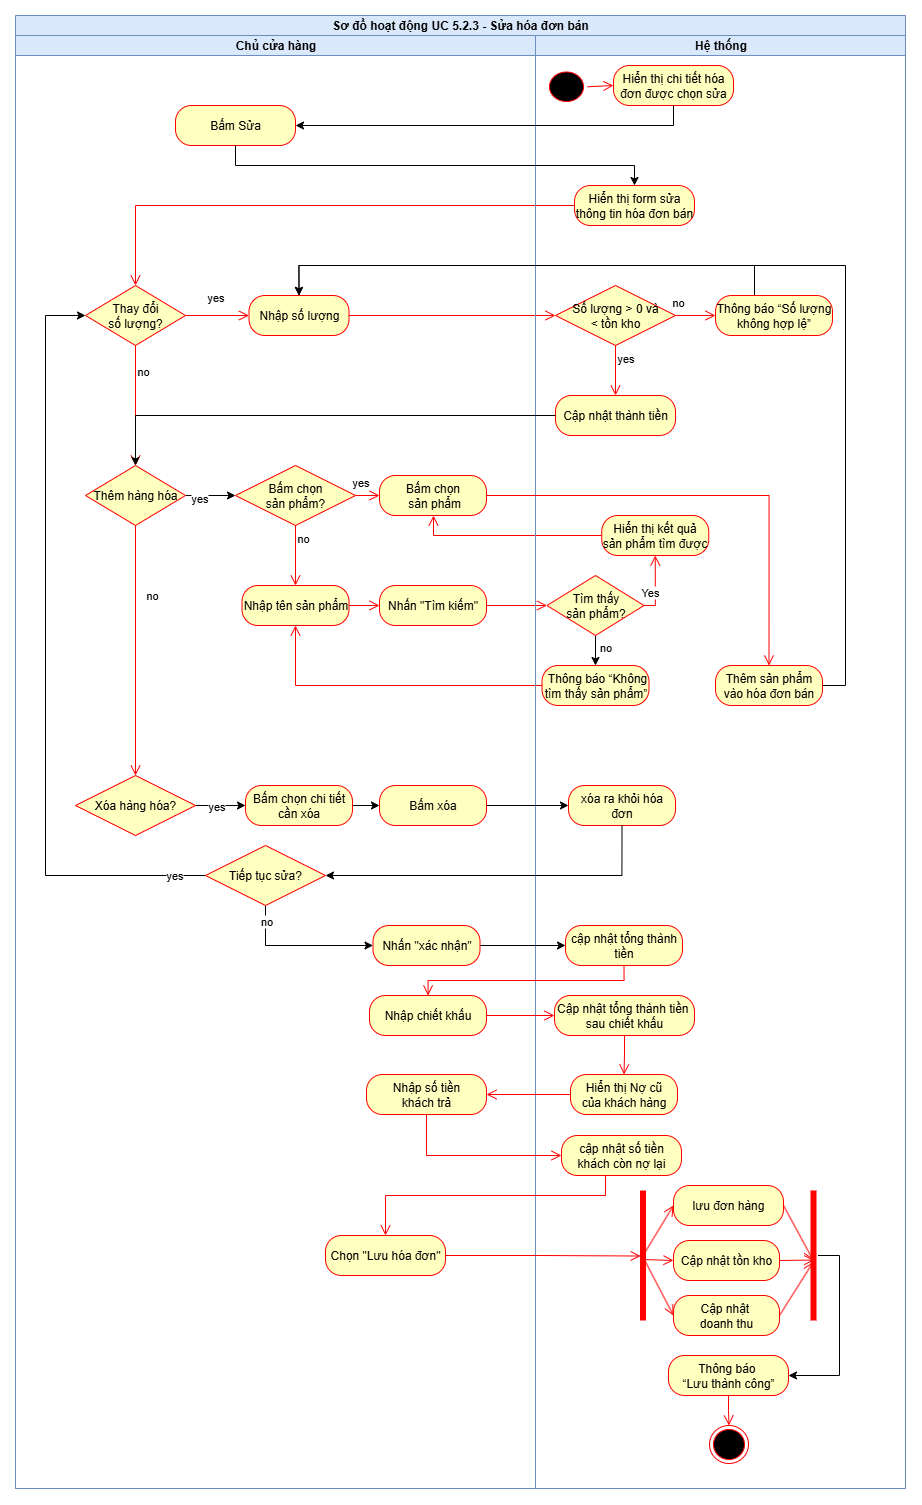 Sơ đồ hoạt động UC 5.2.3 - Sửa hóa đơn bán
Chủ cửa hàng
Hệ thống
Hiển thị chi tiết hóa
đơn được chọn sửa
Bấm Sửa
Hiển thị form sửa
thông tin hóa đơn bán
Thay đổi
số lượng?
yes
Nhập số lượng
Số lượng > 0 và
< tồn kho
no
Thông báo “Số lượng
không hợp lệ”
no
yes
Cập nhật thành tiền
Thêm hàng hóa
yes
Bấm chọn
sản phẩm?
yes
Bấm chọn
sản phẩm
no
Hiển thị kết quả
sản phẩm tìm được
no
Nhập tên sản phẩm
Nhấn "Tìm kiếm"
Tìm thấy
sản phẩm?
Yes
no
Thông báo “Không
tìm thấy sản phẩm”
Thêm sản phẩm
vào hóa đơn bán
Xóa hàng hóa?
yes
Bấm chọn chi tiết
cần xóa
Bấm xóa
xóa ra khỏi hóa
đơn
Tiếp tục sửa?
yes
no
Nhấn "xác nhận"
cập nhật tổng thành
tiền
Nhập chiết khấu
Cập nhật tổng thành tiền
sau chiết khấu
Nhập số tiền
khách trả
Hiển thị Nợ cũ
của khách hàng
cập nhật số tiền
khách còn nợ lại
lưu đơn hàng
Chọn "Lưu hóa đơn"
Cập nhật tồn kho
Cập nhật
doanh thu
Thông báo
“Lưu thành công”